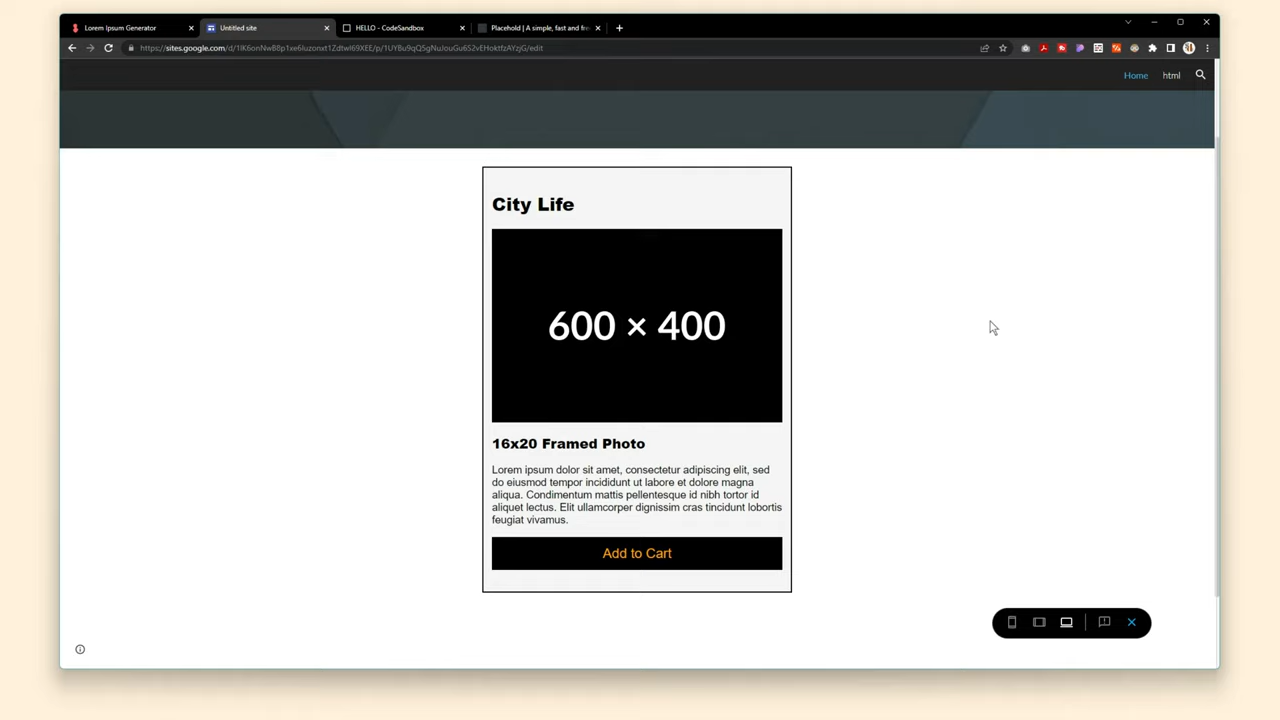 Lorem Ipsum Generator
Untitled site
HELLO - CodeSandbox
Placehold | A simple, fast and fre
Home
html
City Life
600 × 400
16x20 Framed Photo
Lorem ipsum dolor sit amet, consectetur adipiscing elit, sed
do eiusmod tempor incididunt ut labore et dolore magna
aliqua. Condimentum mattis pellentesque id nibh tortor id
aliquet lectus. Elit ullamcorper dignissim cras tincidunt lobortis
feugiat vivamus.
Add to Cart